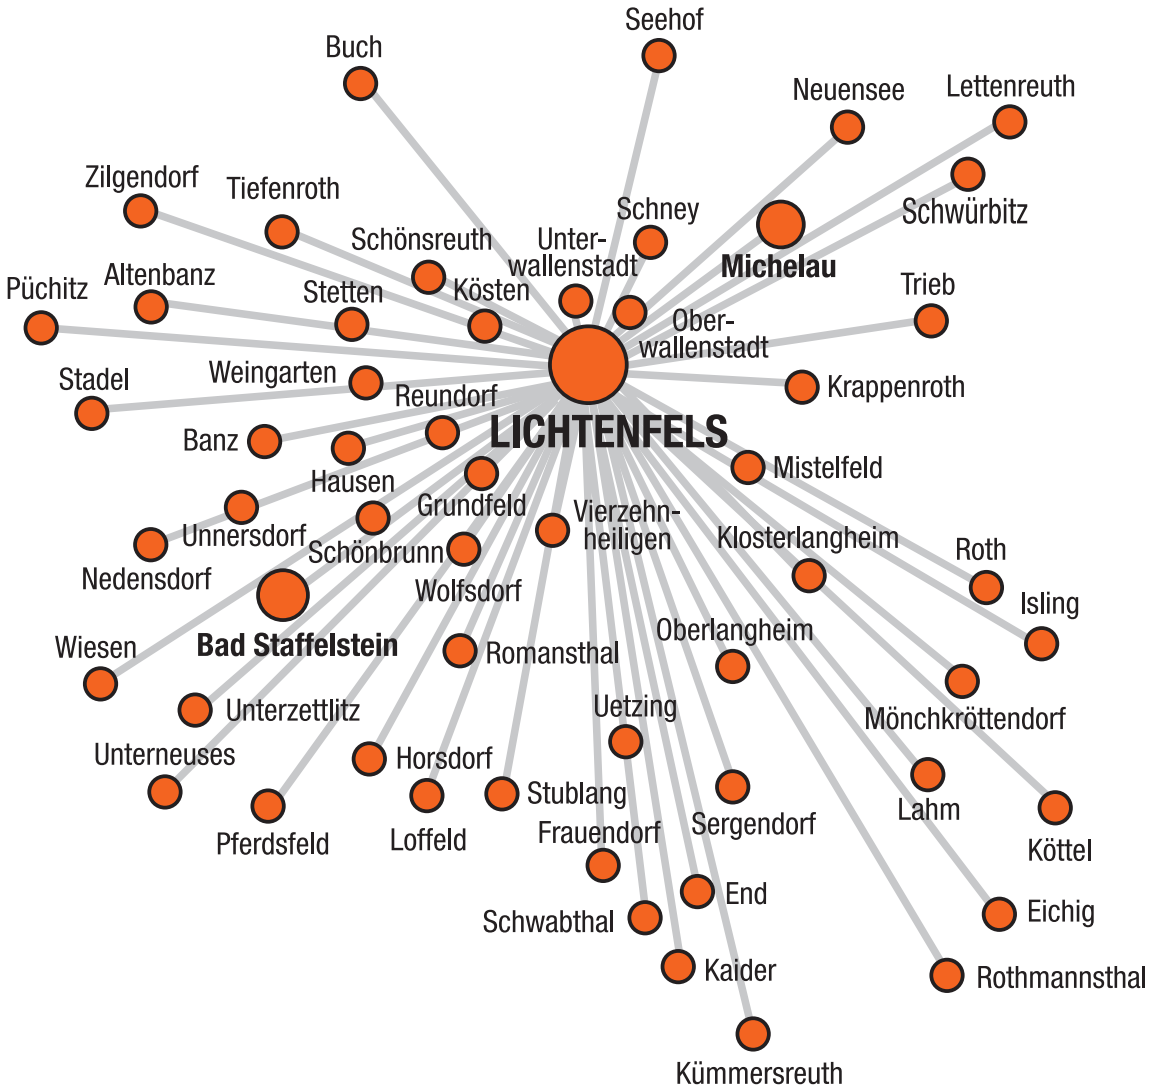 Seehof
Buch
Neuensee
Lettenreuth
Zilgendorf
Tiefenroth
Schney
Schwürbitz
Schönsreuth
Unter-
wallenstadt
Michelau
Püchitz
Altenbanz
Stetten
Kösten
Trieb
Ober-
wallenstadt
Stadel
Weingarten
Reundorf
Krappenroth
LICHTENFELS
Banz
Hausen
Mistelfeld
Grundfeld
Unnersdorf
Vierzehn-
heiligen
Klosterlangheim
Schönbrunn
Nedensdorf
Wolfsdorf
Roth
Isling
Wiesen
Bad Staffelstein
Romansthal
Oberlangheim
Unterzettlitz
Uetzing
Mönchkröttendorf
Unterneuses
Horsdorf
Stublang
Lahm
Pferdsfeld
Loffeld
Frauendorf
Sergendorf
Köttel
End
Schwabthal
Eichig
Kaider
Rothmannsthal
Kümmersreuth